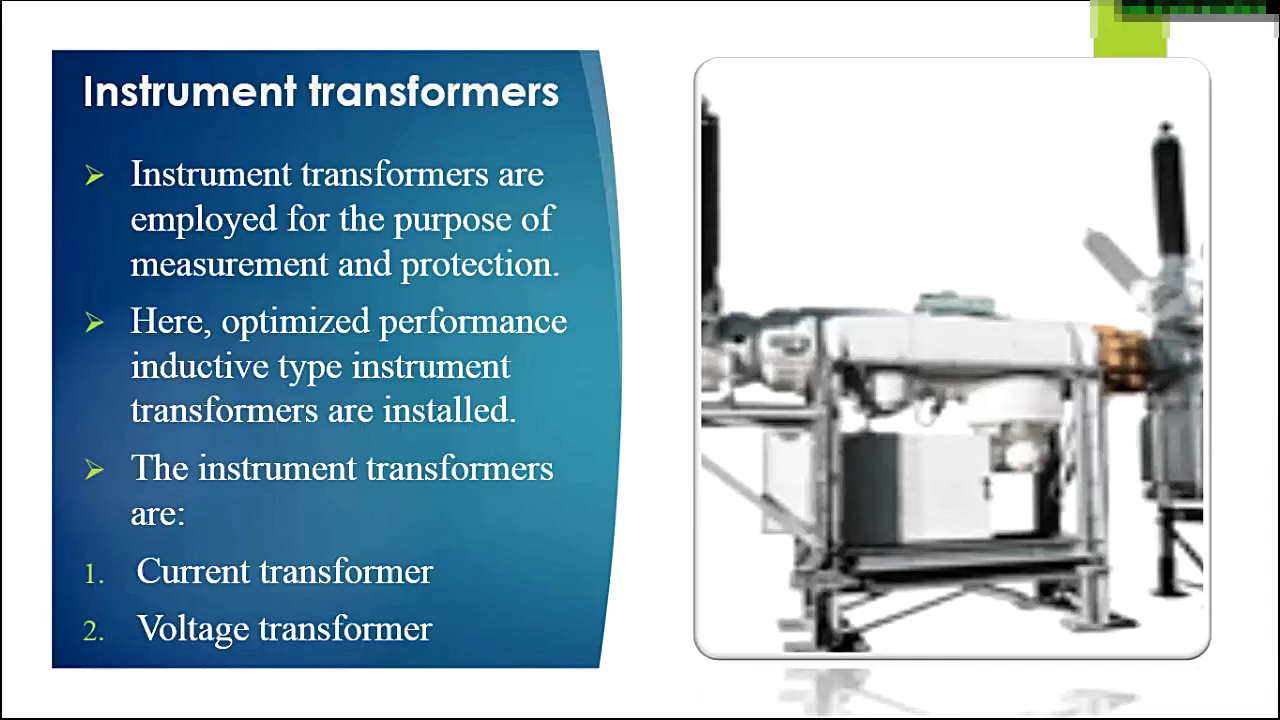 Instrument transformers
Instrument transformers are
employed for the purpose of
measurement and protection.
Here, optimized performance
inductive type instrument
transformers are installed.
The instrument transformers
are:
1. Current transformer
2. Voltage transformer